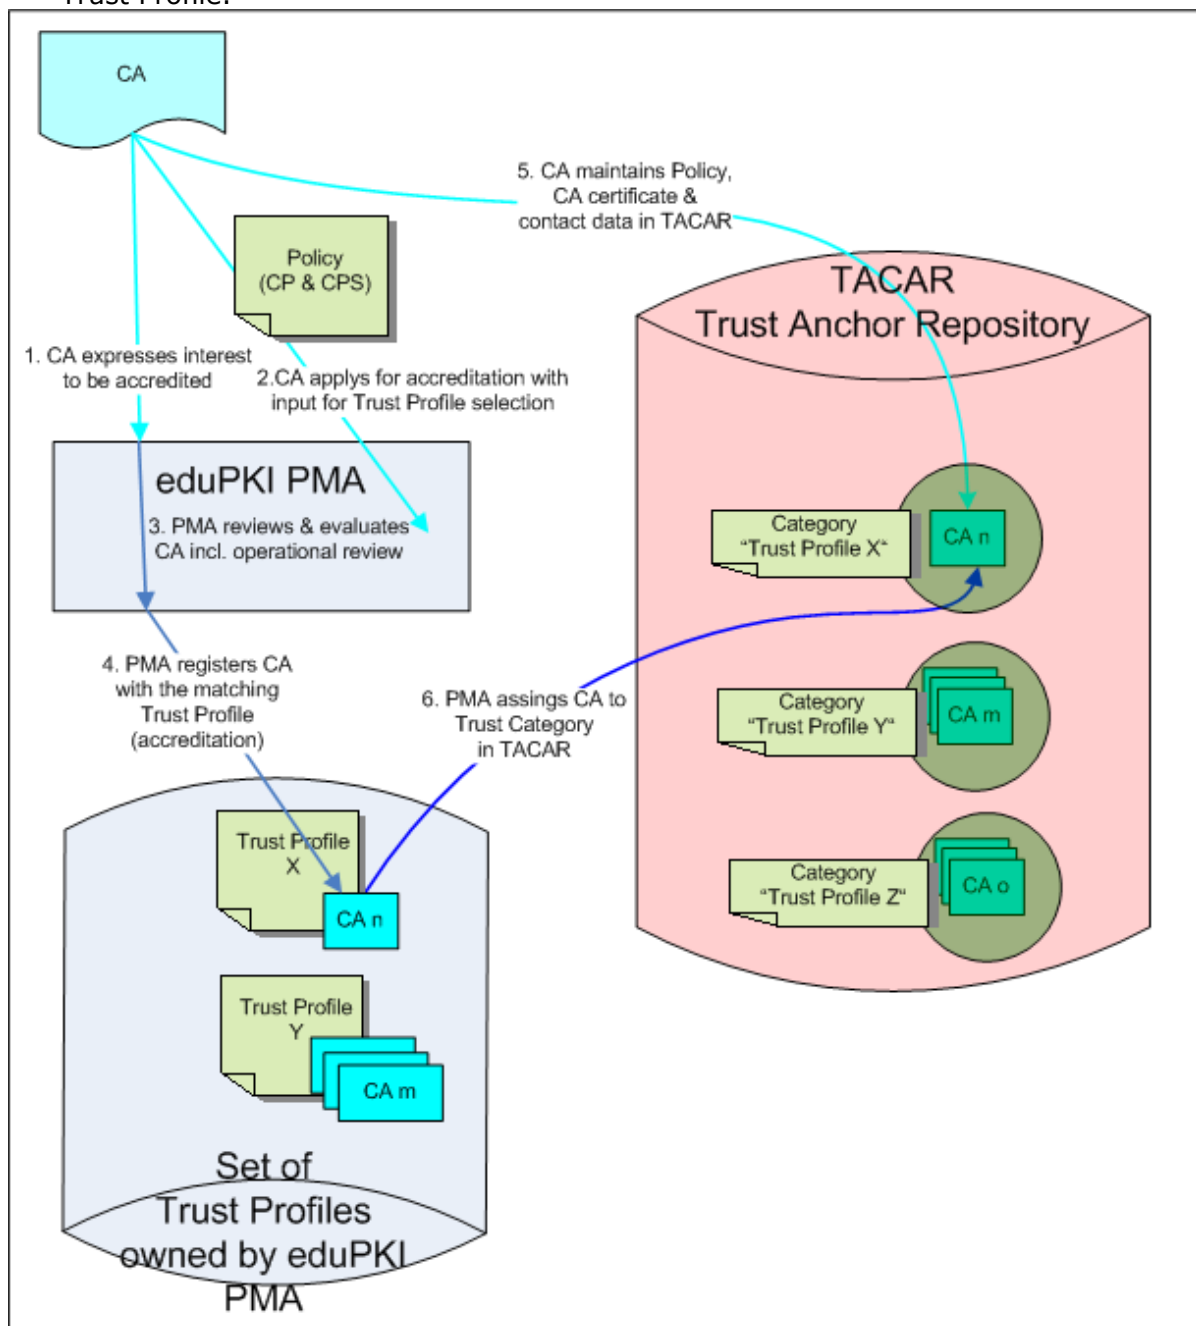 Trust Profile.
CA
5. CA maintains Policy,
CA certificate &
contact data in TACAR
Policy
(CP & CPS)
TACAR
Trust Anchor Repository
1. CA expresses interest
to be accredited
2.CA applys for accreditation with
input for Trust Profile selection
eduPKI PMA
3. PMA reviews & evaluates
CA incl. operational review
Category
“Trust Profile X“
CA n
4. PMA registers CA
with the matching
Trust Profile
(accreditation)
6. PMA assings CA to
Trust Category
in TACAR
Category
“Trust Profile Y“
CA m
Trust Profile
X
CA n
Category
“Trust Profile Z“
CA o
Trust Profile
Y
CA m
Set of
Trust Profiles
owned by eduPKI
PMA